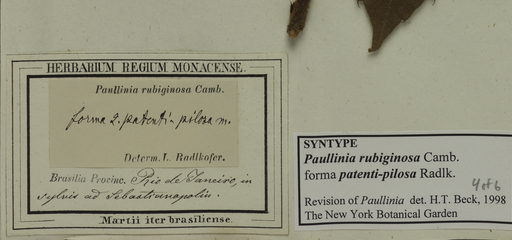 HERBARIUM REGIUM MONACENSE.
Paullinia rubiginosa Camb.
forma 2. patenti-pilosa m.
Determ. L. Radlkofer.
Brasilia Provinc. Rio de Janeiro, in
sylvis ad Sebastianopolin.
Martii iter brasiliense.
SYNTYPE
Paullinia rubiginosa Camb.
forma patenti-pilosa Radlk.
4 of 6
Revision of Paullinia det. H.T. Beck, 1998
The New York Botanical Garden